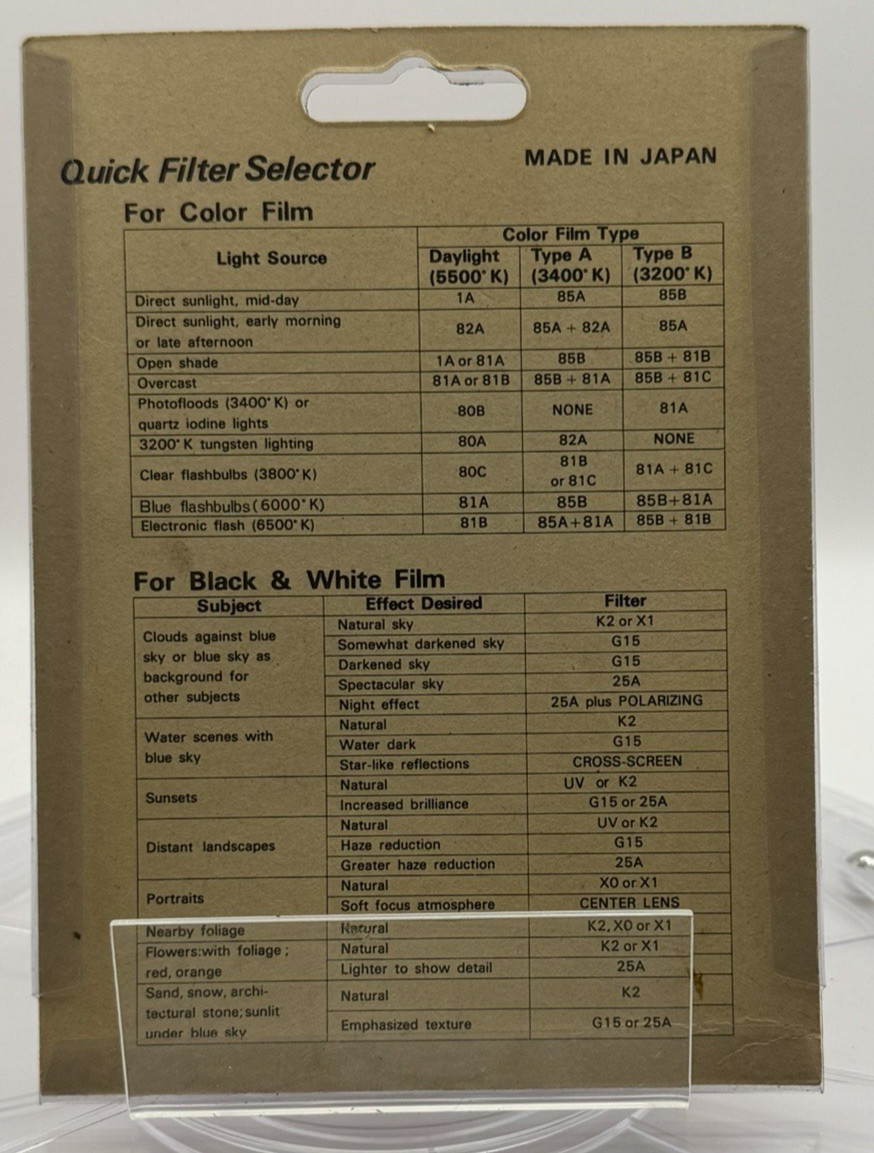 Quick Filter Selector
MADE IN JAPAN
For Color Film
Light Source
Color Film Type
Daylight (5500°K)
Type A (3400°K)
Type B (3200°K)
Direct sunlight, mid-day 1A 85A 85B
Direct sunlight, early morning
or late afternoon 82A 85A + 82A 85A
Open shade 1A or 81A 85B 85B + 81B
Overcast 81A or 81B 85B + 81A 85B + 81C
Photofloods (3400°K) or
quartz iodine lights 80B NONE 81A
3200°K tungsten lighting 80A 82A NONE
Clear flashbulbs (3800°K) 80C 81B
or 81C 81A + 81C
Blue flashbulbs (6000°K) 81A 85B 85B+81A
Electronic flash (6500°K) 81B 85A+81A 85B + 81B
For Black & White Film
Subject Effect Desired Filter
Clouds against blue
sky or blue sky as
background for
other subjects
Natural sky K2 or X1
Somewhat darkened sky G15
Darkened sky G15
Spectacular sky 25A
Night effect 25A plus POLARIZING
Water scenes with
blue sky
Natural K2
Water dark G15
Star-like reflections CROSS-SCREEN
Sunsets
Natural UV or K2
Increased brilliance G15 or 25A
Distant landscapes
Natural UV or K2
Haze reduction G15
Greater haze reduction 25A
Portraits
Natural X0 or X1
Soft focus atmosphere CENTER LENS
Nearby foliage Natural K2, X0 or X1
Flowers:with foliage;
red, orange
Natural K2 or X1
Lighter to show detail 25A
Sand, snow, archi-
tectural stone; sunlit
under blue sky
Natural K2
Emphasized texture G15 or 25A